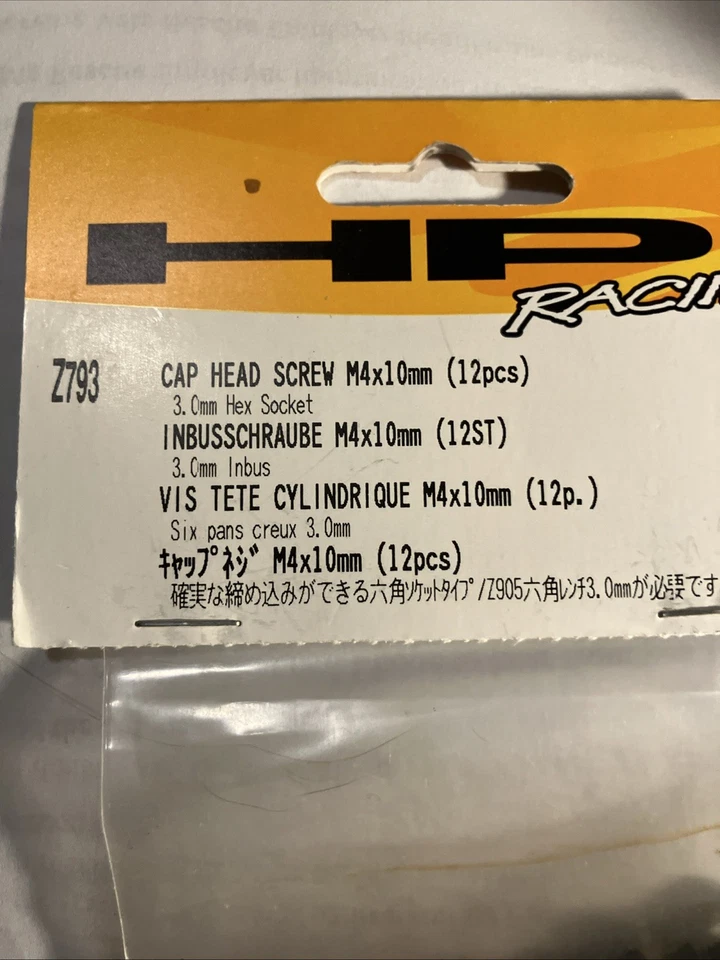 HP
RACIN
Z793
CAP HEAD SCREW M4x10mm (12pcs)
3.0mm Hex Socket
INBUSSCHRAUBE M4x10mm (12ST)
3.0mm Inbus
VIS TETE CYLINDRIQUE M4x10mm (12p.)
Six pans creux 3.0mm
ｷｬｯﾌﾟﾈｼﾞ M4x10mm (12pcs)
確実な締め込みができる六角ｿｹｯﾄﾀｲﾌﾟ/Z905六角ﾚﾝﾁ3.0mmが必要です